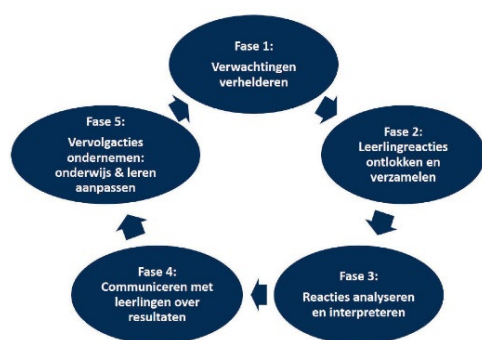 Fase 1:
Verwachtingen
verhelderen
Fase 2:
Leerlingreacties
ontlokken en
verzamelen
Fase 3:
Reacties analyseren
en interpreteren
Fase 4:
Communiceren met
leerlingen over
resultaten
Fase 5:
Vervolgacties
ondernemen:
onderwijs & leren
aanpassen